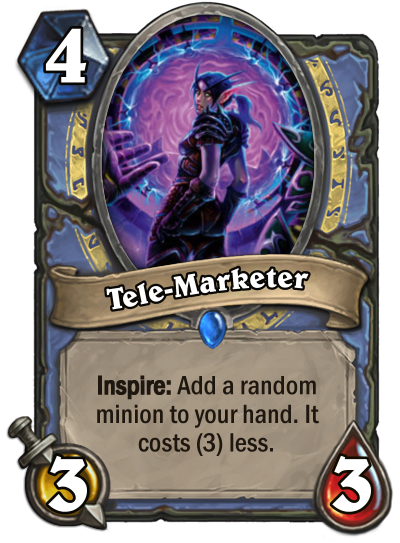 4
Tele-Marketer
Inspire: Add a random
minion to your hand. It
costs (3) less.
3
3